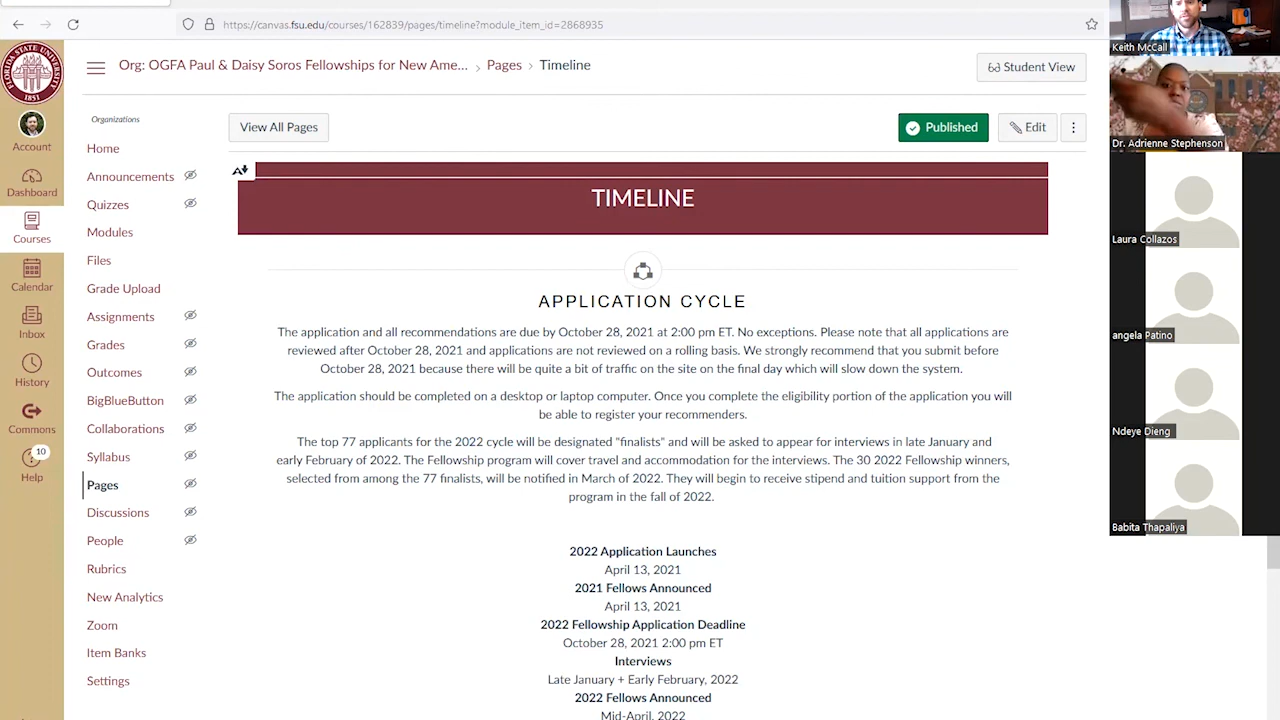 https://canvas.fsu.edu/courses/162839/pages/timeline?module_item_id=2868935
FLORIDA STATE UNIVERSITY
1851
Account
Dashboard
Courses
Calendar
Inbox
History
Commons
10
Help
Org: OGFA Paul & Daisy Soros Fellowships for New Ame... > Pages > Timeline
Student View
Organizations
Home
Announcements
Quizzes
Modules
Files
Grade Upload
Assignments
Grades
Outcomes
BigBlueButton
Collaborations
Syllabus
Pages
Discussions
People
Rubrics
New Analytics
Zoom
Item Banks
Settings
View All Pages
Published
Edit
TIMELINE
APPLICATION CYCLE
The application and all recommendations are due by October 28, 2021 at 2:00 pm ET. No exceptions. Please note that all applications are
reviewed after October 28, 2021 and applications are not reviewed on a rolling basis. We strongly recommend that you submit before
October 28, 2021 because there will be quite a bit of traffic on the site on the final day which will slow down the system.
The application should be completed on a desktop or laptop computer. Once you complete the eligibility portion of the application you will
be able to register your recommenders.
The top 77 applicants for the 2022 cycle will be designated "finalists" and will be asked to appear for interviews in late January and
early February of 2022. The Fellowship program will cover travel and accommodation for the interviews. The 30 2022 Fellowship winners,
selected from among the 77 finalists, will be notified in March of 2022. They will begin to receive stipend and tuition support from the
program in the fall of 2022.
2022 Application Launches
April 13, 2021
2021 Fellows Announced
April 13, 2021
2022 Fellowship Application Deadline
October 28, 2021 2:00 pm ET
Interviews
Late January + Early February, 2022
2022 Fellows Announced
Mid-April, 2022
Keith McCall
Dr. Adrienne Stephenson
Laura Collazos
angela Patino
Ndeye Dieng
Babita Thapaliya